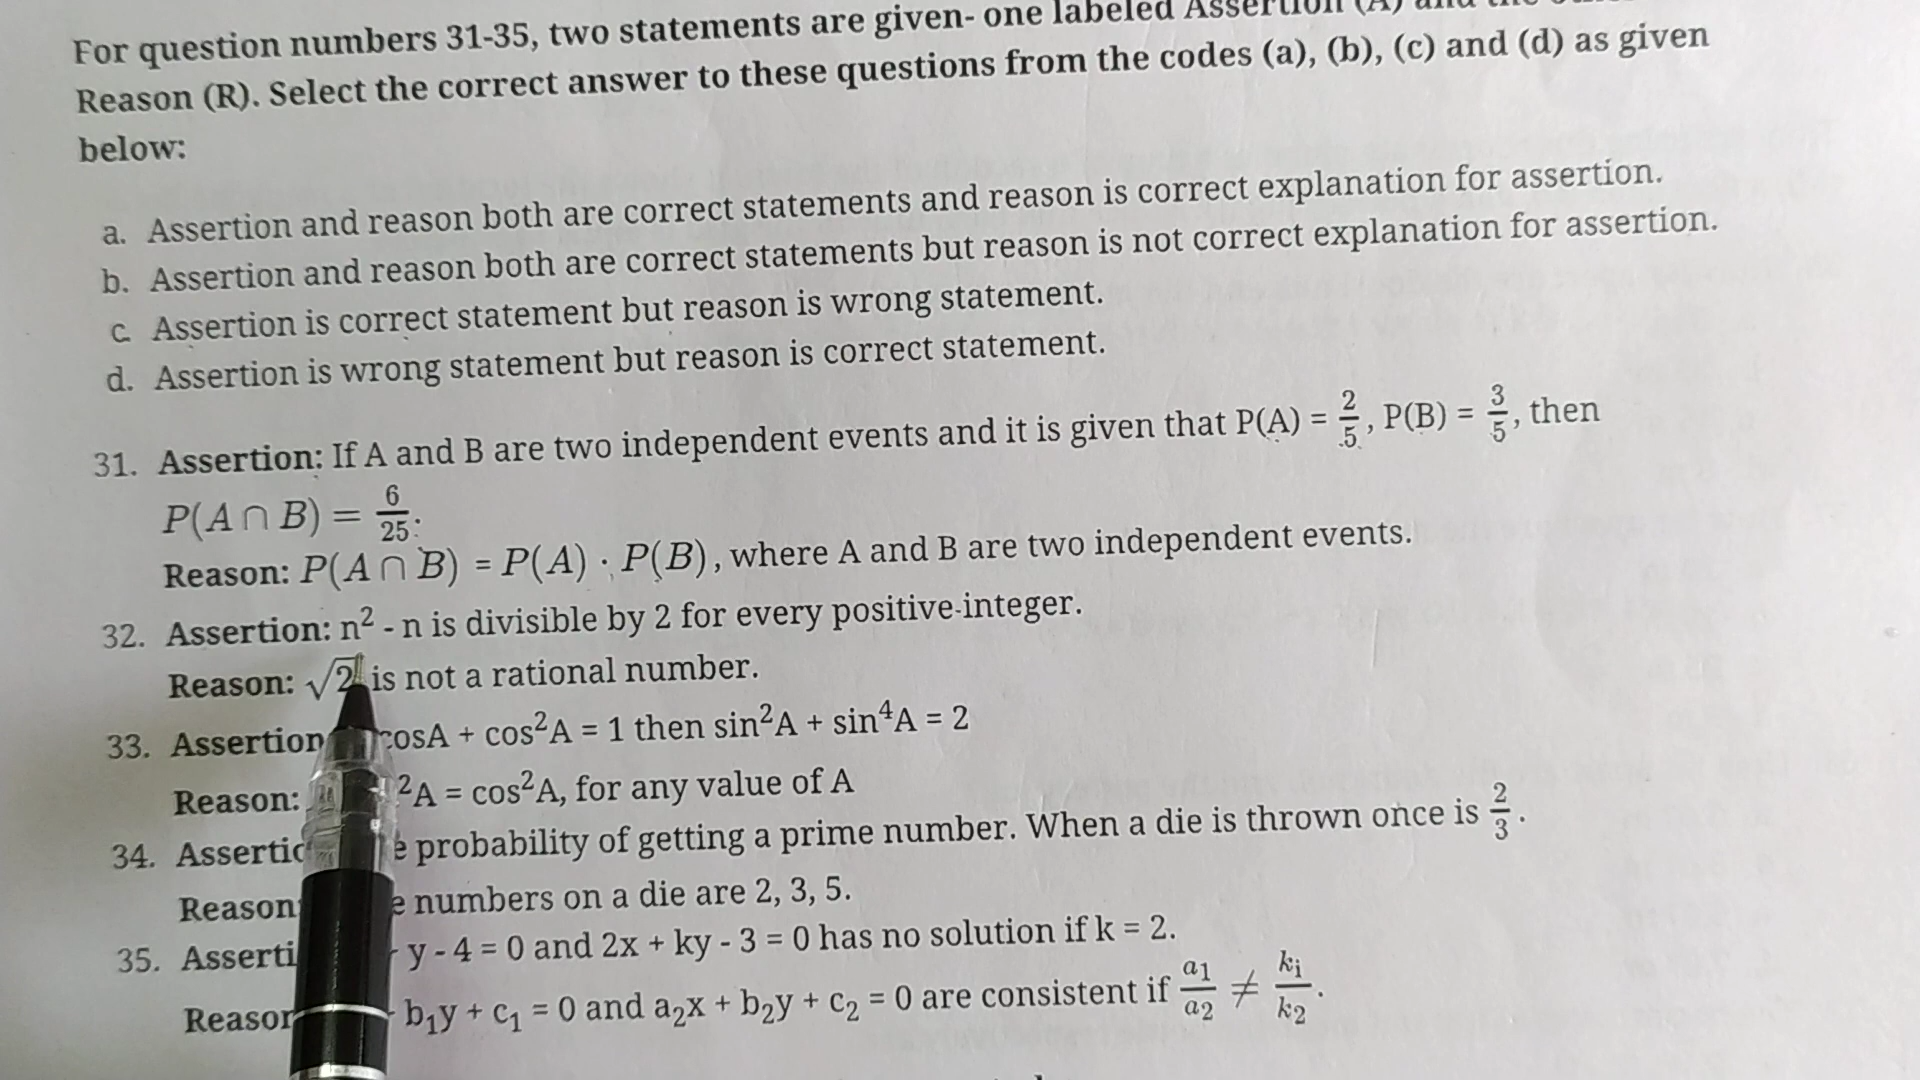 For question numbers 31-35, two statements are given- one labeled Assertion (A) and the
Reason (R). Select the correct answer to these questions from the codes (a), (b), (c) and (d) as given
below:
a. Assertion and reason both are correct statements and reason is correct explanation for assertion.
b. Assertion and reason both are correct statements but reason is not correct explanation for assertion.
c. Assertion is correct statement but reason is wrong statement.
d. Assertion is wrong statement but reason is correct statement.
31. Assertion: If A and B are two independent events and it is given that P(A) = 2/5, P(B) = 3/5, then
P(A ∩ B) = 6/25.
Reason: P(A ∩ B) = P(A) · P(B), where A and B are two independent events.
32. Assertion: n² - n is divisible by 2 for every positive integer.
Reason: √2 is not a rational number.
33. Assertion cosA + cos²A = 1 then sin²A + sin⁴A = 2
Reason: ²A = cos²A, for any value of A
34. probability of getting a prime number. When a die is thrown once is 2/3.
Reason numbers on a die are 2, 3, 5.
35. y - 4 = 0 and 2x + ky - 3 = 0 has no solution if k = 2.
b₁y + c₁ = 0 and a₂x + b₂y + c₂ = 0 are consistent if a₁/a₂ ≠ k₁/k₂.